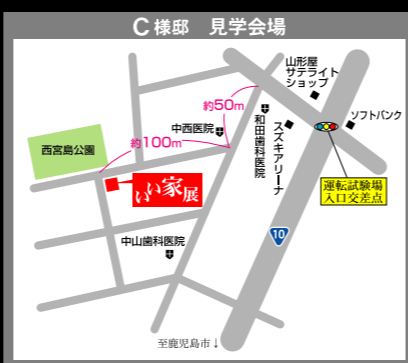 C様邸 見学会場
山形屋
サテライト
ショップ
約50m
中西医院
和田歯科医院
スズキアリーナ
ソフトバンク
約100m
西宮島公園
いい家展
運転試験場
入口交差点
10
中山歯科医院
至鹿児島市↓